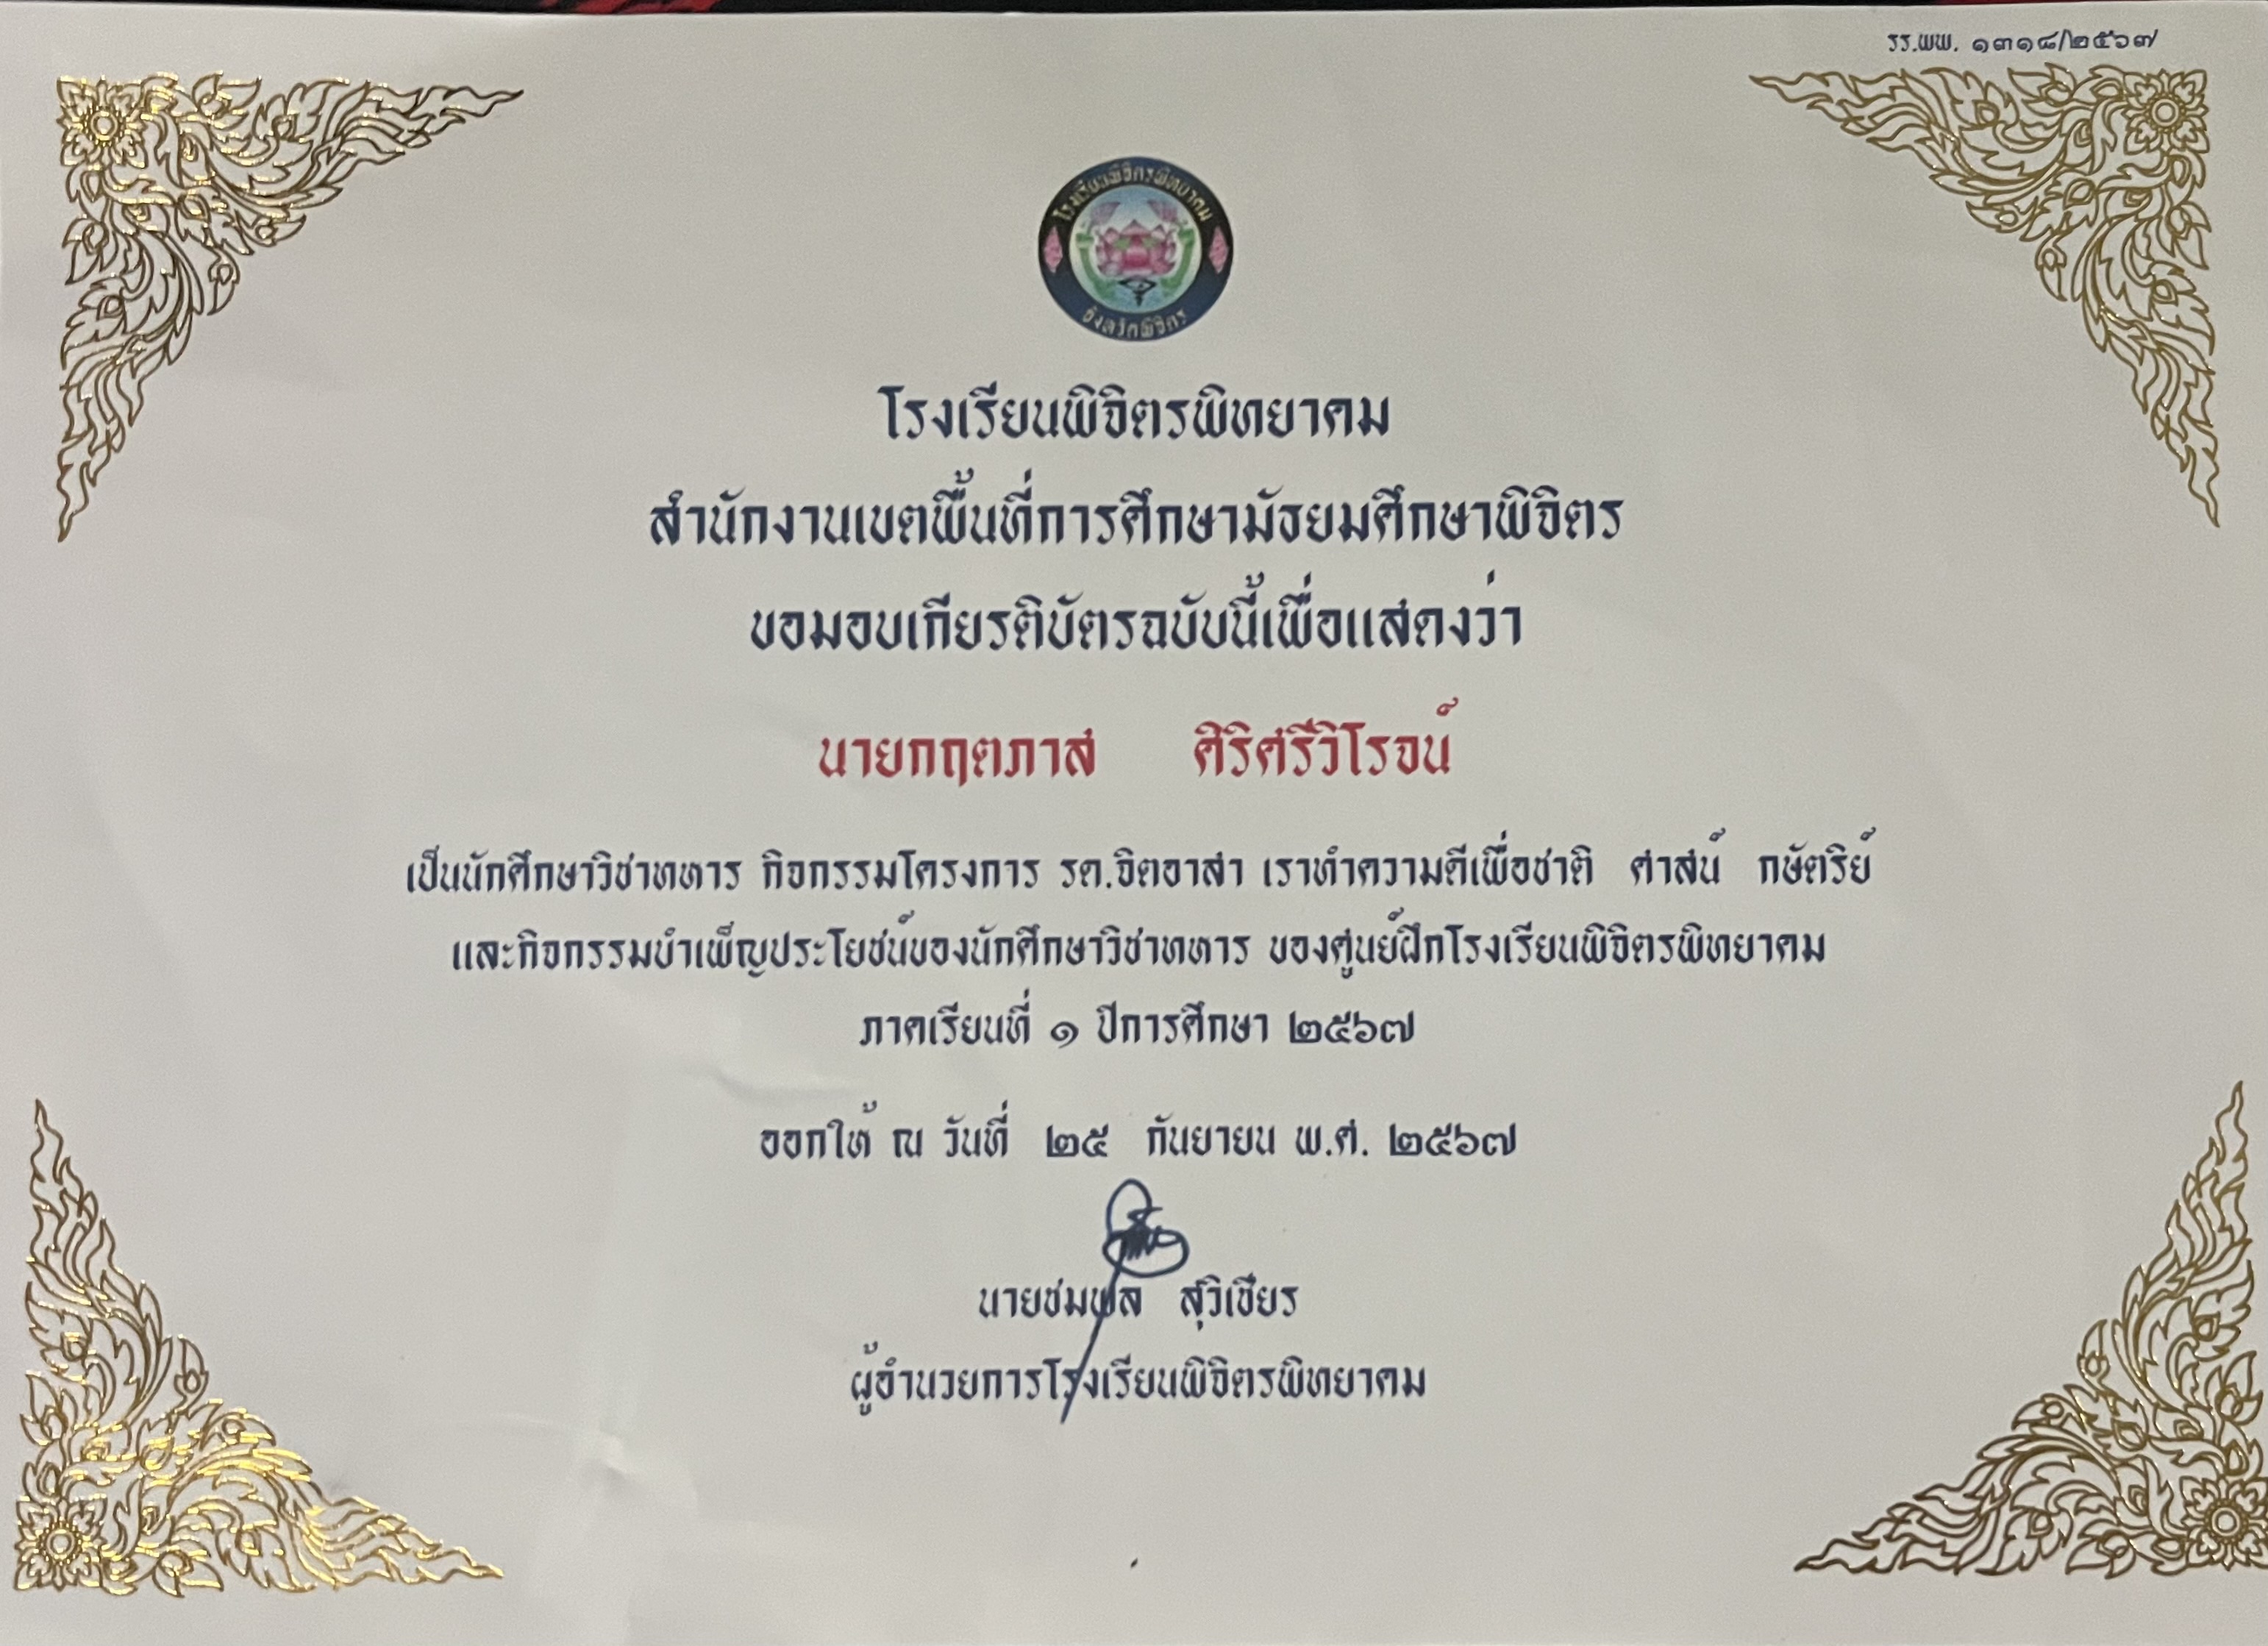 รร.พพ. ๑๓๑๘/๒๕๖๗
โรงเรียนพิจิตรพิทยาคม
จังหวัดพิจิตร
โรงเรียนพิจิตรพิทยาคม
สำนักงานเขตพื้นที่การศึกษามัธยมศึกษาพิจิตร
ขอมอบเกียรติบัตรฉบับนี้เพื่อแสดงว่า
นายกฤตภาส ศิริศรีวิโรจน์
เป็นนักศึกษาวิชาทหาร กิจกรรมโครงการ รด.จิตอาสา เราทำความดีเพื่อชาติ ศาสน์ กษัตริย์
และกิจกรรมบำเพ็ญประโยชน์ของนักศึกษาวิชาทหาร ของศูนย์ฝึกโรงเรียนพิจิตรพิทยาคม
ภาคเรียนที่ ๑ ปีการศึกษา ๒๕๖๗
ออกให้ ณ วันที่ ๒๕ กันยายน พ.ศ. ๒๕๖๗
นายชมพูล สุวิเชียร
ผู้อำนวยการโรงเรียนพิจิตรพิทยาคม